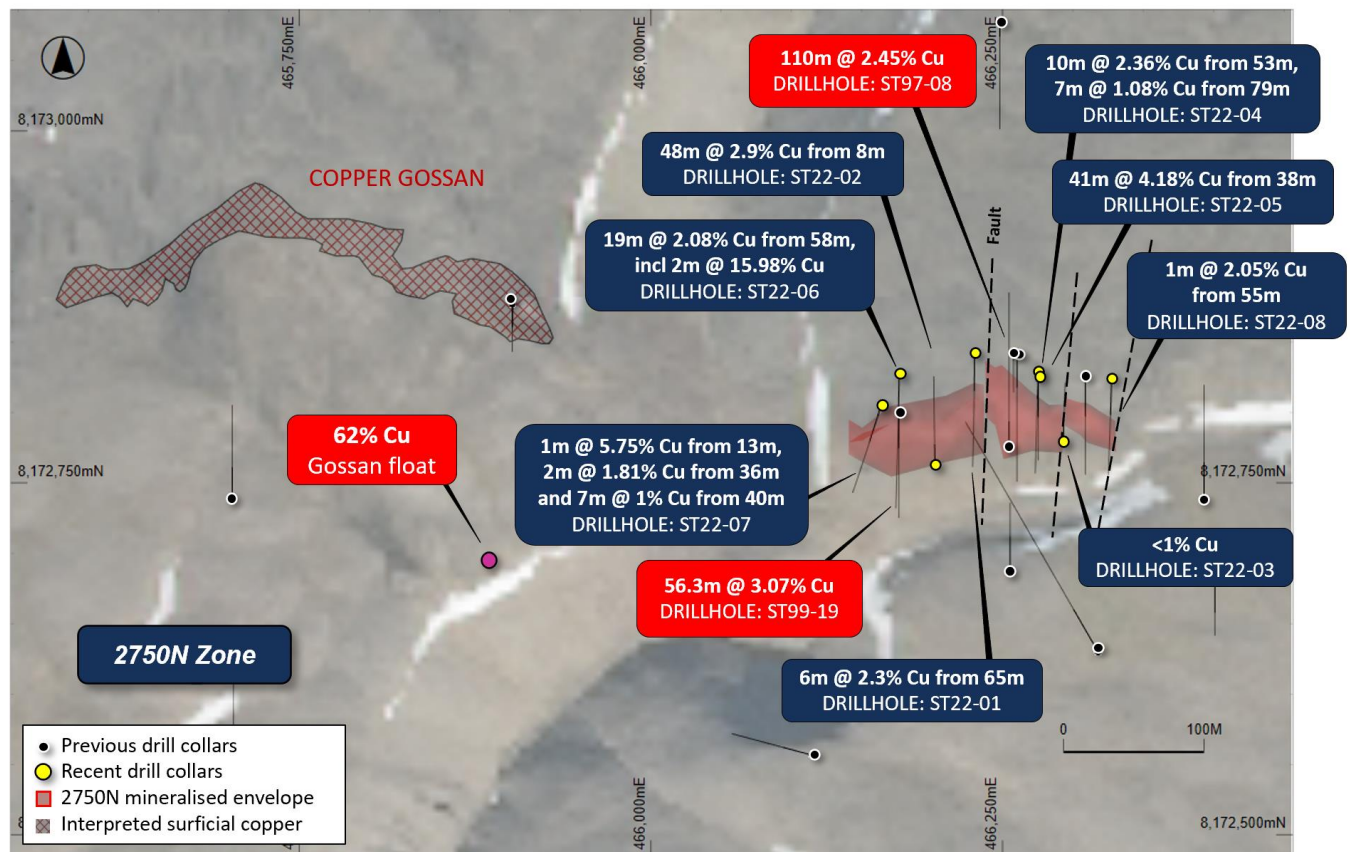 465,750mE
466,000mE
466,250mE
8,173,000mN
110m @ 2.45% Cu
DRILLHOLE: ST97-08
10m @ 2.36% Cu from 53m,
7m @ 1.08% Cu from 79m
DRILLHOLE: ST22-04
48m @ 2.9% Cu from 8m
DRILLHOLE: ST22-02
COPPER GOSSAN
41m @ 4.18% Cu from 38m
DRILLHOLE: ST22-05
19m @ 2.08% Cu from 58m,
incl 2m @ 15.98% Cu
DRILLHOLE: ST22-06
Fault
1m @ 2.05% Cu
from 55m
DRILLHOLE: ST22-08
62% Cu
Gossan float
1m @ 5.75% Cu from 13m,
2m @ 1.81% Cu from 36m
and 7m @ 1% Cu from 40m
DRILLHOLE: ST22-07
8,172,750mN
8,172,750mN
<1% Cu
DRILLHOLE: ST22-03
56.3m @ 3.07% Cu
DRILLHOLE: ST99-19
2750N Zone
6m @ 2.3% Cu from 65m
DRILLHOLE: ST22-01
0 100M
Previous drill collars
Recent drill collars
2750N mineralised envelope
Interpreted surficial copper
466,000mE
466,250mE
8,172,500mN